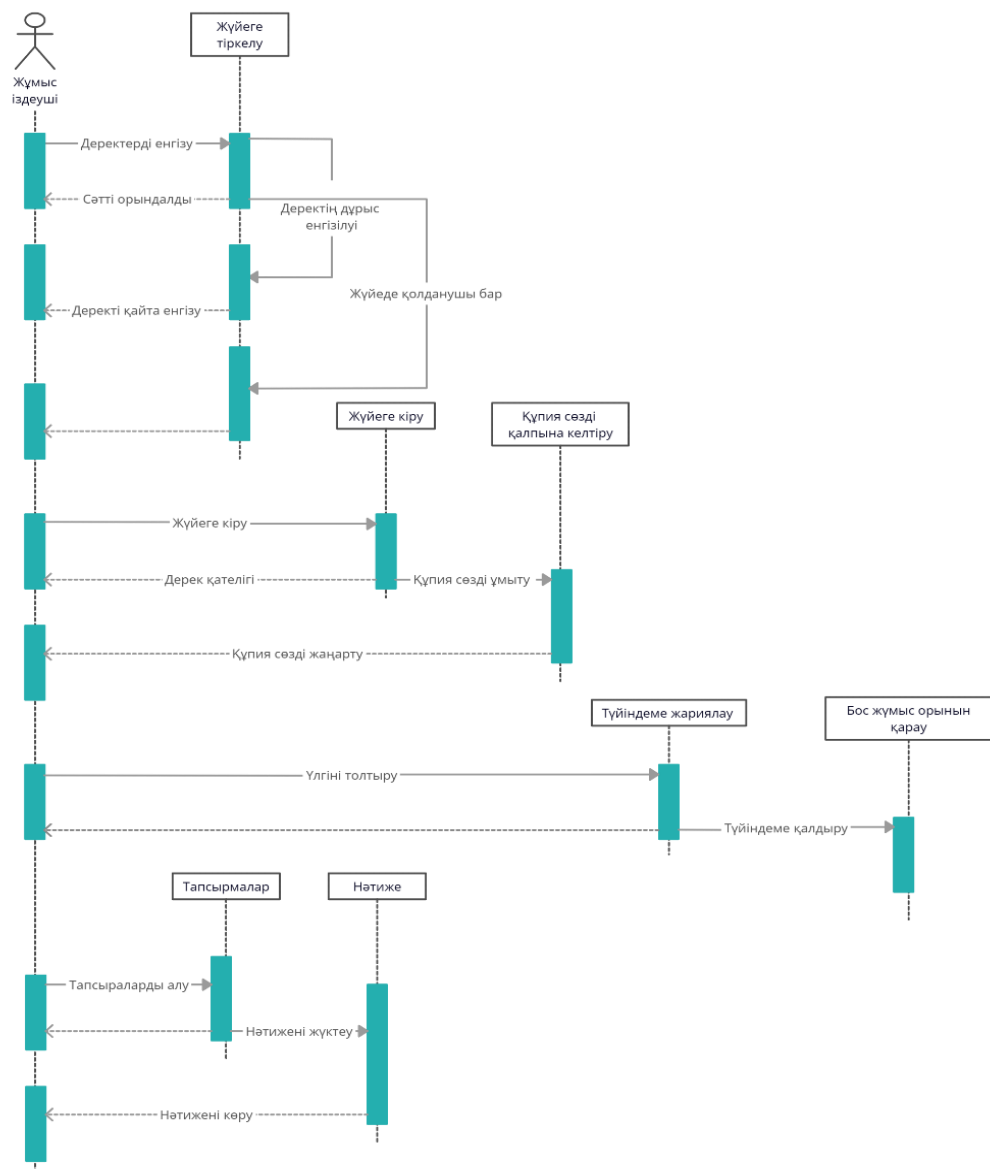 Жүйеге
тіркелу
Жұмыс
іздеуші
Деректерді енгізу
Сәтті орындалды
Деректің дұрыс
енгізілуі
Жүйеде қолданушы бар
Деректі қайта енгізу
Жүйеге кіру
Құпия сөзді
қалпына келтіру
Жүйеге кіру
Дерек қателігі
Құпия сөзді ұмыту
Құпия сөзді жаңарту
Түйіндеме жариялау
Бос жұмыс орынын
қарау
Үлгіні толтыру
Түйіндеме қалдыру
Тапсырмалар
Нәтиже
Тапсыраларды алу
Нәтижені жүктеу
Нәтижені көру